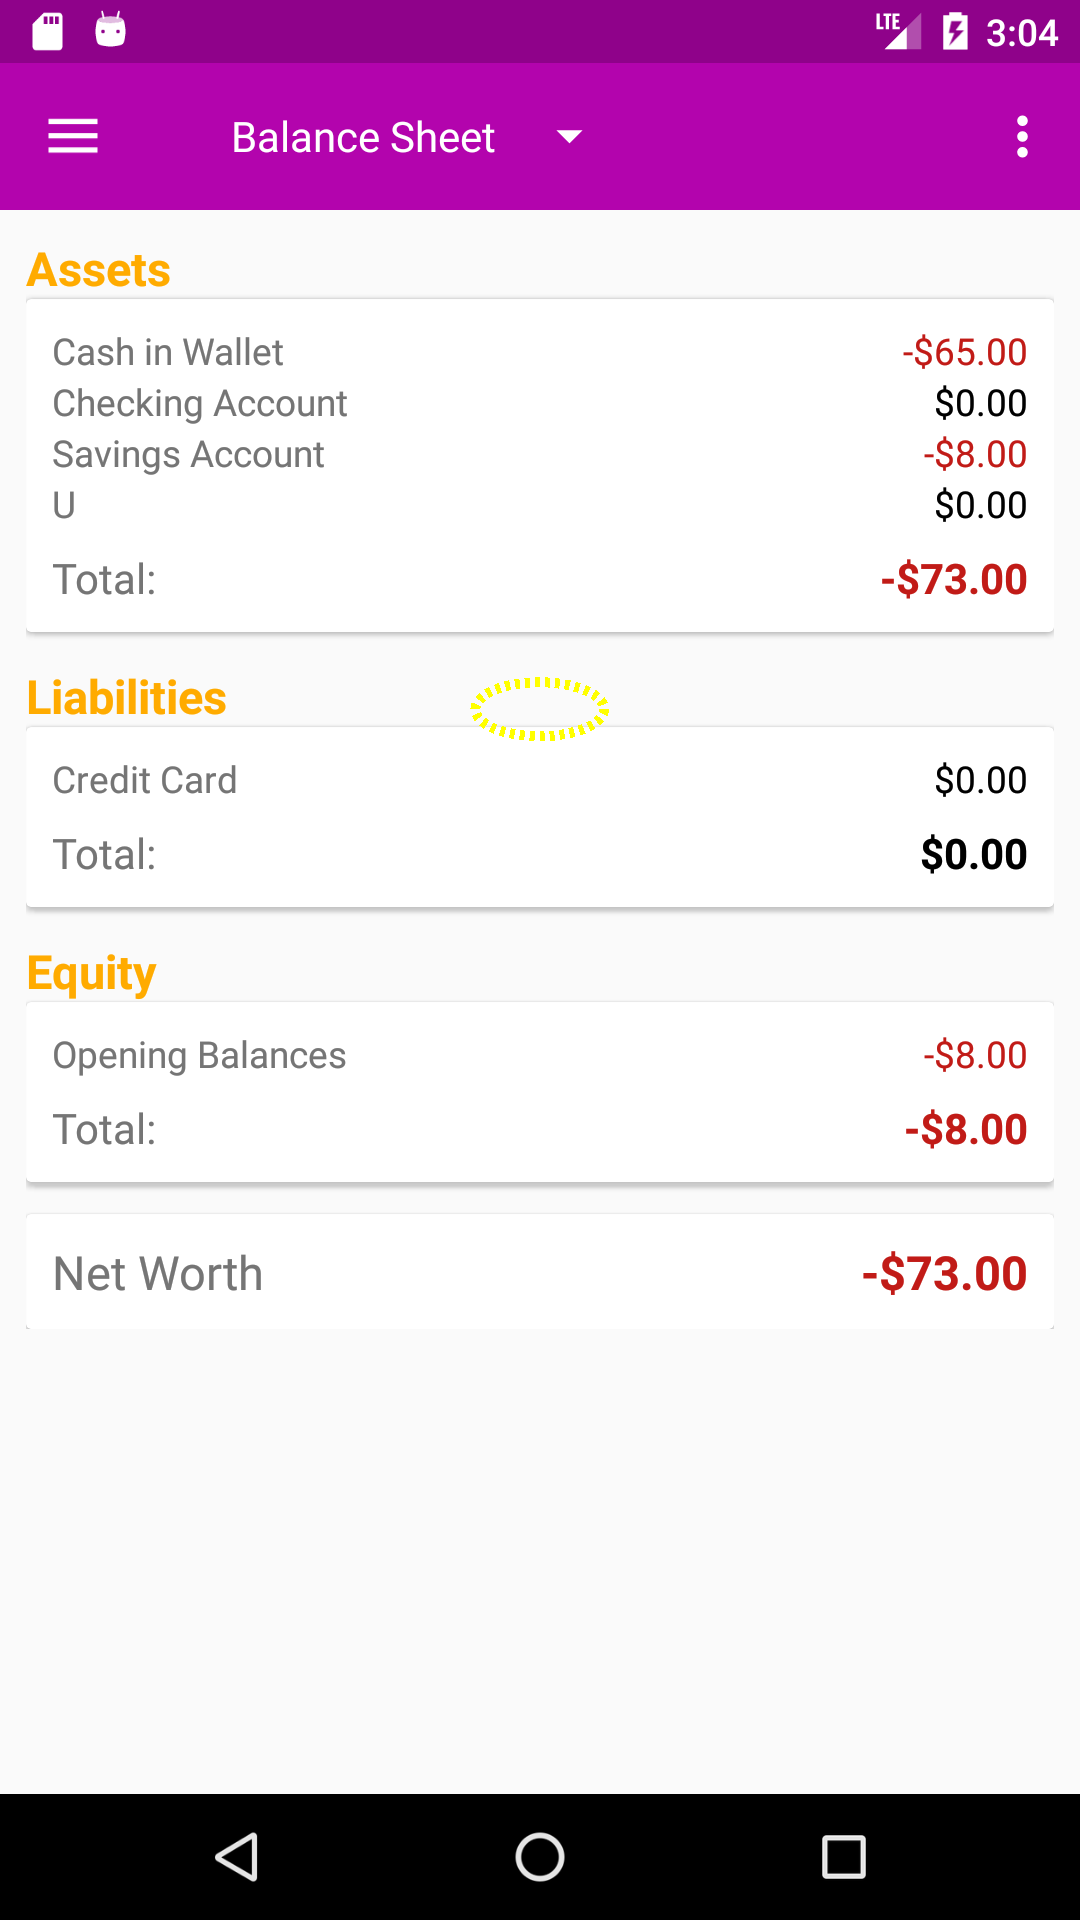 LTE 3:04
Balance Sheet
Assets
Cash in Wallet -$65.00
Checking Account $0.00
Savings Account -$8.00
U $0.00
Total: -$73.00
Liabilities
Credit Card $0.00
Total: $0.00
Equity
Opening Balances -$8.00
Total: -$8.00
Net Worth -$73.00